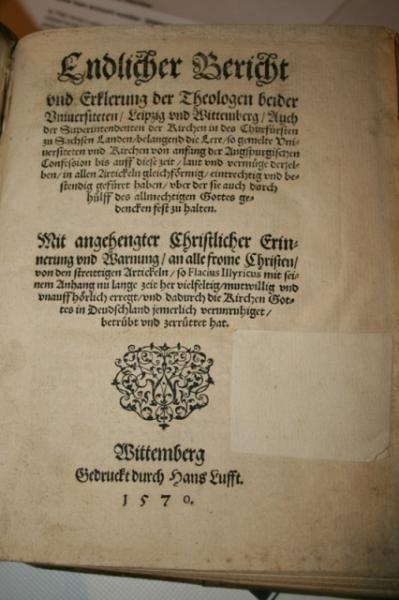 Endlicher Bericht
vnd Erklerung der Theologen beider
Vniuersiteten / Leipzig vnd Wittemberg / Auch
der Superintendenten der Kirchen in des Churfürsten
zu Sachssen Landen / belangend die Lere / so gemelte Vni-
uersiteten vnd Kirchen von anfang der Augspurgischen
Confession bis auff diese zeit / laut vnd vermüge dersel-
ben / in allen Artickeln gleichförmig / eintrechtig vnd be-
stendig gefüret haben / vber der sie auch durch
hülff des allmechtigen Gottes ge-
dencken fest zu halten.
Mit angehengter Christlicher Erin-
nerung vnd Warnung / an alle frome Christen /
von den streitigen Artickeln / so Flacius Illyricus mit sei-
nem Anhang nu lange zeit her vielfeltig / mutwillig vnd
vnauffhörlich erregt / vnd dadurch die Kirchen Got-
tes in Deudschland jemerlich verunruhiget /
betrübt vnd zerrüttet hat.
Wittemberg
Gedruckt durch Hans Lufft.
1570.